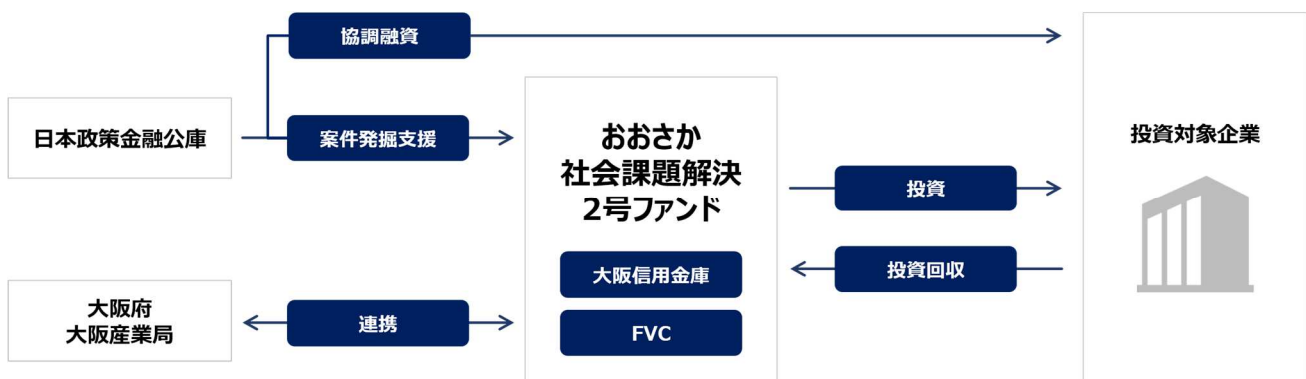 協調融資
日本政策金融公庫
案件発掘支援
おおさか
社会課題解決
2号ファンド
大阪信用金庫
FVC
投資
投資回収
投資対象企業
大阪府
大阪産業局
連携